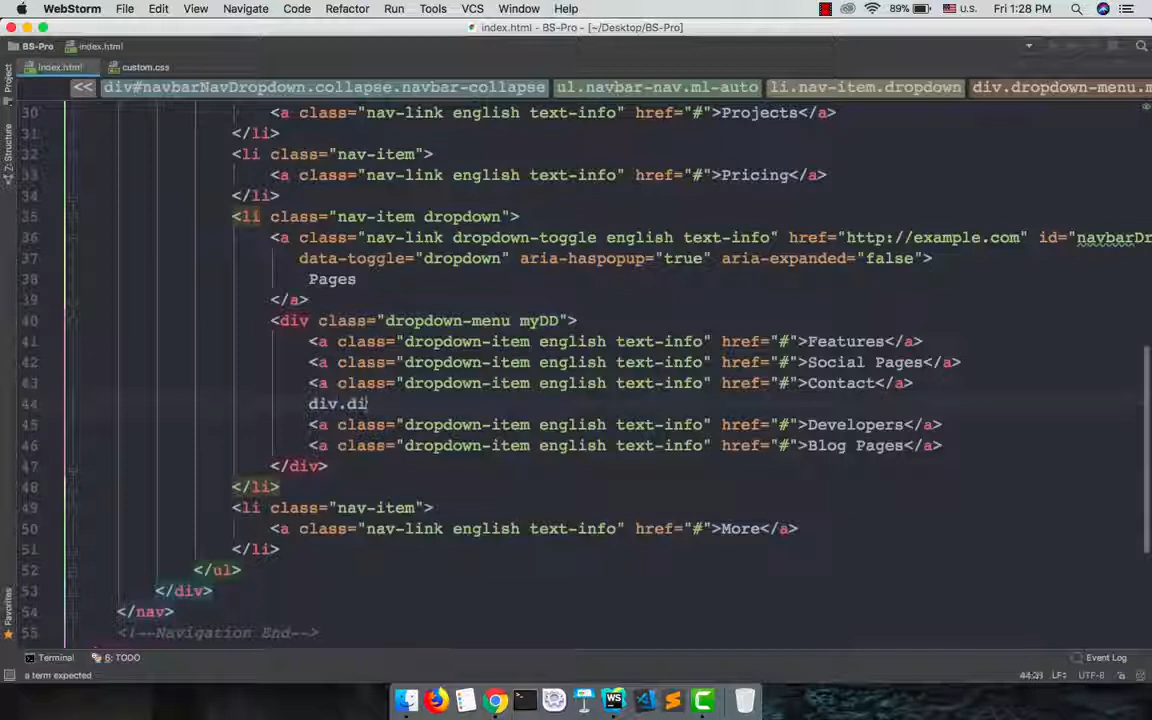 WebStorm File Edit View Navigate Code Refactor Run Tools VCS Window Help 89% U.S. Fri 1:28 PM
index.html - BS-Pro - [~/Desktop/BS-Pro]
BS-Pro index.html
index.html custom.css
<< div#navbarNavDropdown.collapse.navbar-collapse ul.navbar-nav.ml-auto li.nav-item.dropdown div.dropdown-menu.m
Project
Z: Structure
Favorites
30 <a class="nav-link english text-info" href="#">Projects</a>
31 </li>
32 <li class="nav-item">
33 <a class="nav-link english text-info" href="#">Pricing</a>
34 </li>
35 <li class="nav-item dropdown">
36 <a class="nav-link dropdown-toggle english text-info" href="http://example.com" id="navbarDr
37 data-toggle="dropdown" aria-haspopup="true" aria-expanded="false">
38 Pages
39 </a>
40 <div class="dropdown-menu myDD">
41 <a class="dropdown-item english text-info" href="#">Features</a>
42 <a class="dropdown-item english text-info" href="#">Social Pages</a>
43 <a class="dropdown-item english text-info" href="#">Contact</a>
44 div.di
45 <a class="dropdown-item english text-info" href="#">Developers</a>
46 <a class="dropdown-item english text-info" href="#">Blog Pages</a>
47 </div>
48 </li>
49 <li class="nav-item">
50 <a class="nav-link english text-info" href="#">More</a>
51 </li>
52 </ul>
53 </div>
54 </nav>
55 <!--Navigation End-->
Terminal 6: TODO Event Log
a term expected UTF-8
WS